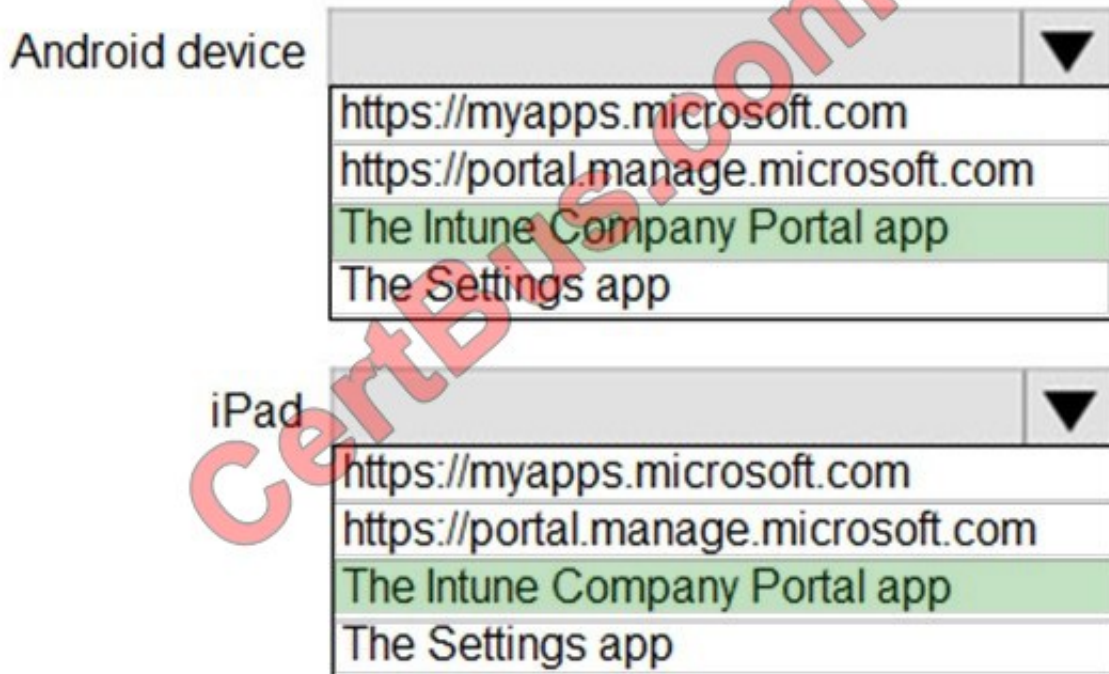 Android device
https://myapps.microsoft.com
https://portal.manage.microsoft.com
The Intune Company Portal app
The Settings app
iPad
https://myapps.microsoft.com
https://portal.manage.microsoft.com
The Intune Company Portal app
The Settings app
CertBus.com